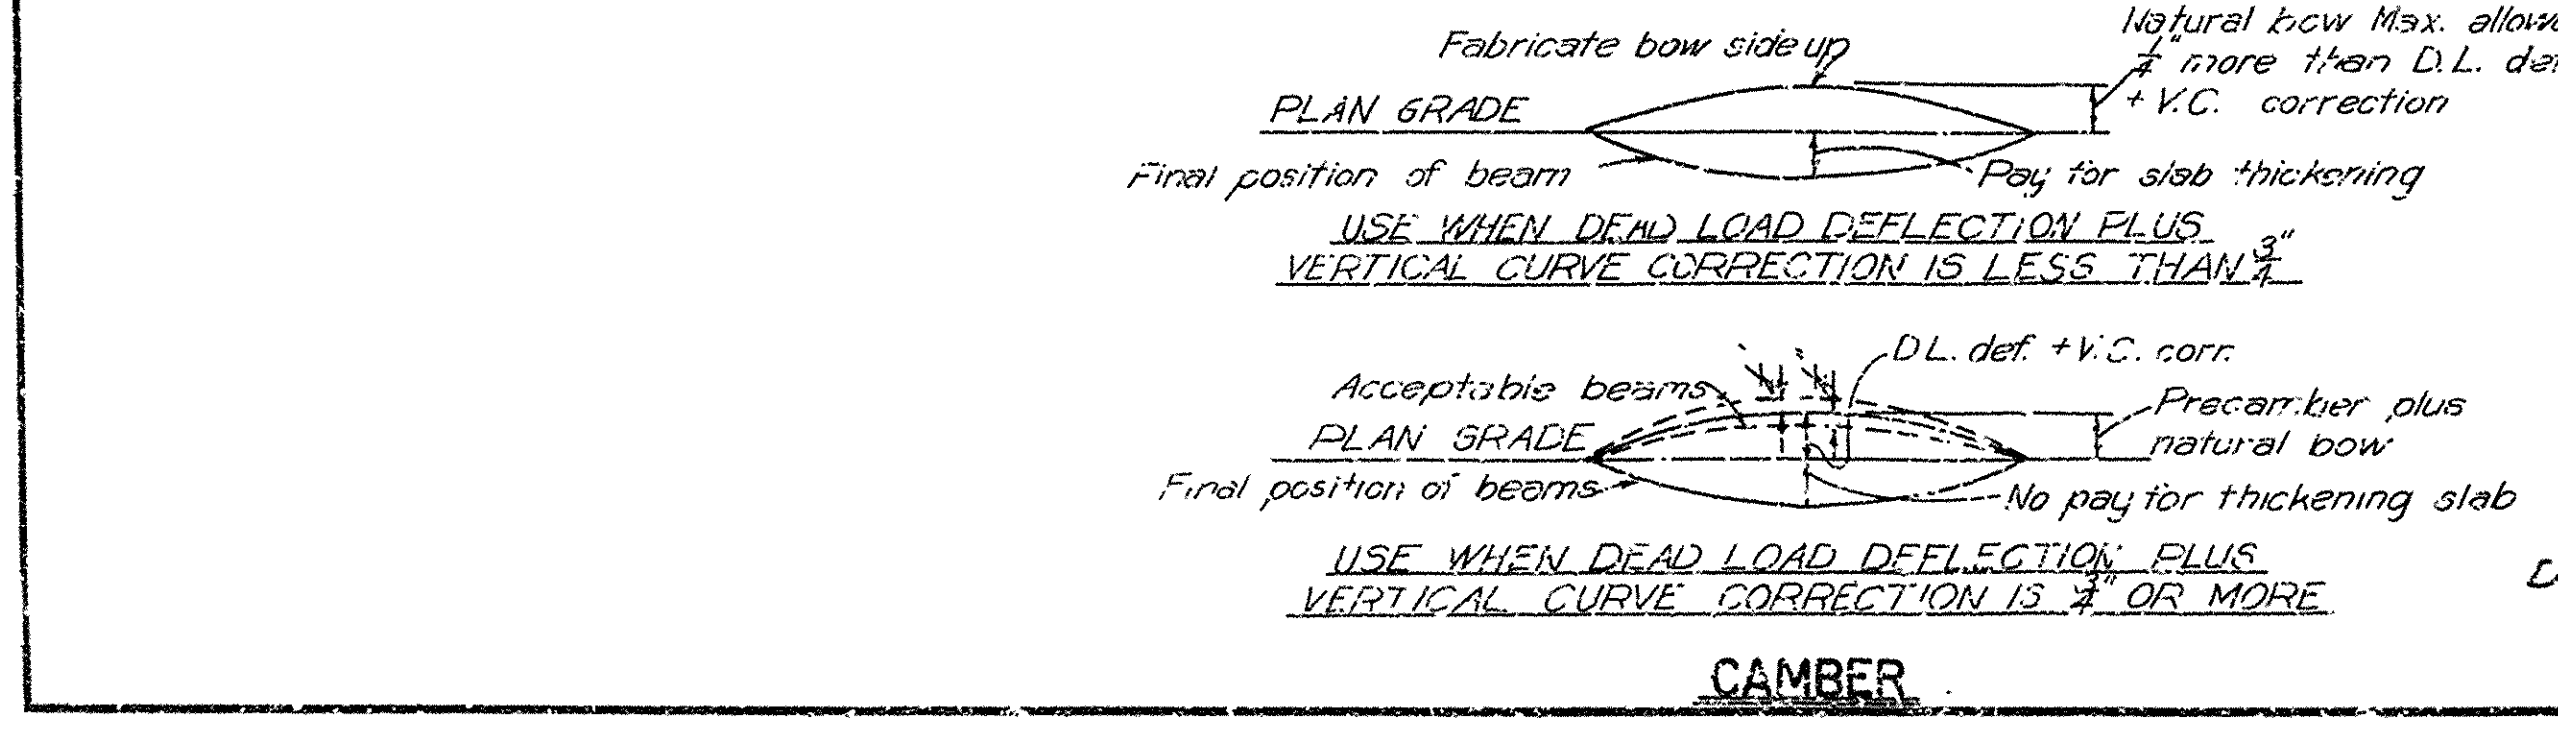 Fabricate bow side up
Natural bow Max.
1/4" more than D.L.
+ V.C. correction
PLAN GRADE
Final position of beam
Pay for slab thickening
USE WHEN DEAD LOAD DEFLECTION PLUS
VERTICAL CURVE CORRECTION IS LESS THAN 3/4"
D.L. def. + V.C. corr.
Acceptable beams
Precamber plus
natural bow
PLAN GRADE
Final position of beams
No pay for thickening slab
USE WHEN DEAD LOAD DEFLECTION PLUS
VERTICAL CURVE CORRECTION IS 3/4" OR MORE
CAMBER